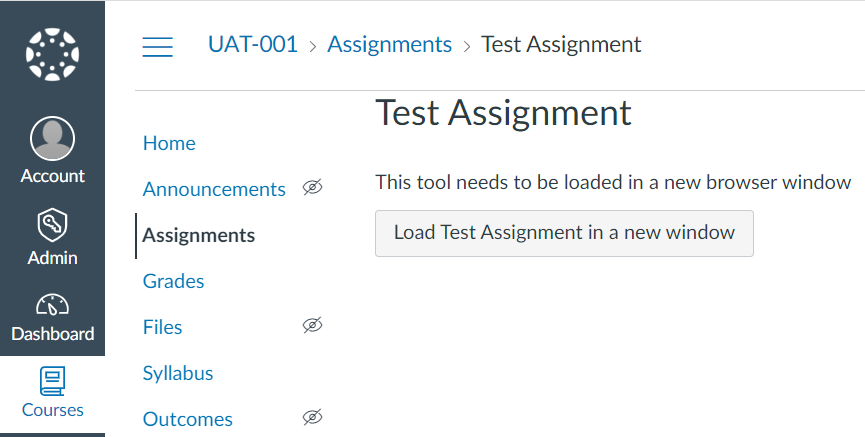 UAT-001 > Assignments > Test Assignment
Account
Admin
Dashboard
Courses
Home
Announcements
Assignments
Grades
Files
Syllabus
Outcomes
Test Assignment
This tool needs to be loaded in a new browser window
Load Test Assignment in a new window